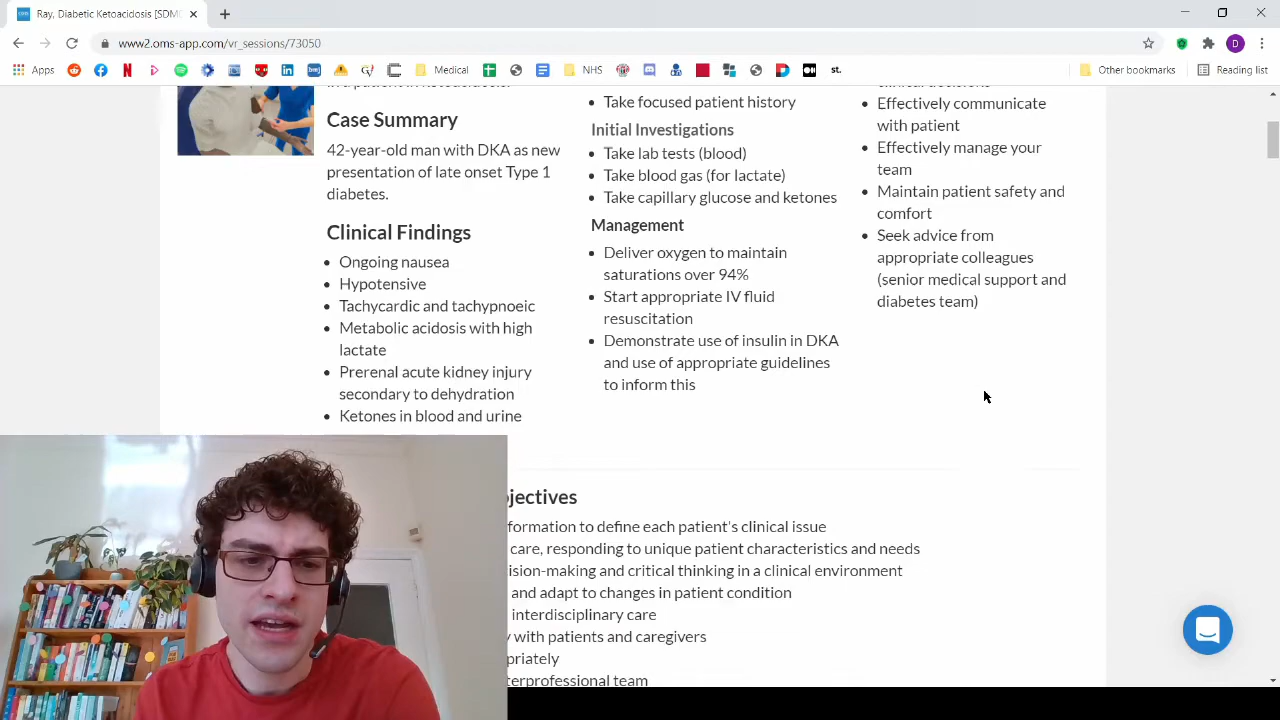 Ray, Diabetic Ketoacidosis [SDM
www2.oms-app.com/vr_sessions/73050
Apps
Medical
NHS
st.
Other bookmarks
Reading list
Case Summary
42-year-old man with DKA as new
presentation of late onset Type 1
diabetes.
Clinical Findings
Ongoing nausea
Hypotensive
Tachycardic and tachypnoeic
Metabolic acidosis with high
lactate
Prerenal acute kidney injury
secondary to dehydration
Ketones in blood and urine
Take focused patient history
Initial Investigations
Take lab tests (blood)
Take blood gas (for lactate)
Take capillary glucose and ketones
Management
Deliver oxygen to maintain
saturations over 94%
Start appropriate IV fluid
resuscitation
Demonstrate use of insulin in DKA
and use of appropriate guidelines
to inform this
Effectively communicate
with patient
Effectively manage your
team
Maintain patient safety and
comfort
Seek advice from
appropriate colleagues
(senior medical support and
diabetes team)
jectives
formation to define each patient's clinical issue
care, responding to unique patient characteristics and needs
ision-making and critical thinking in a clinical environment
and adapt to changes in patient condition
interdisciplinary care
y with patients and caregivers
priately
terprofessional team